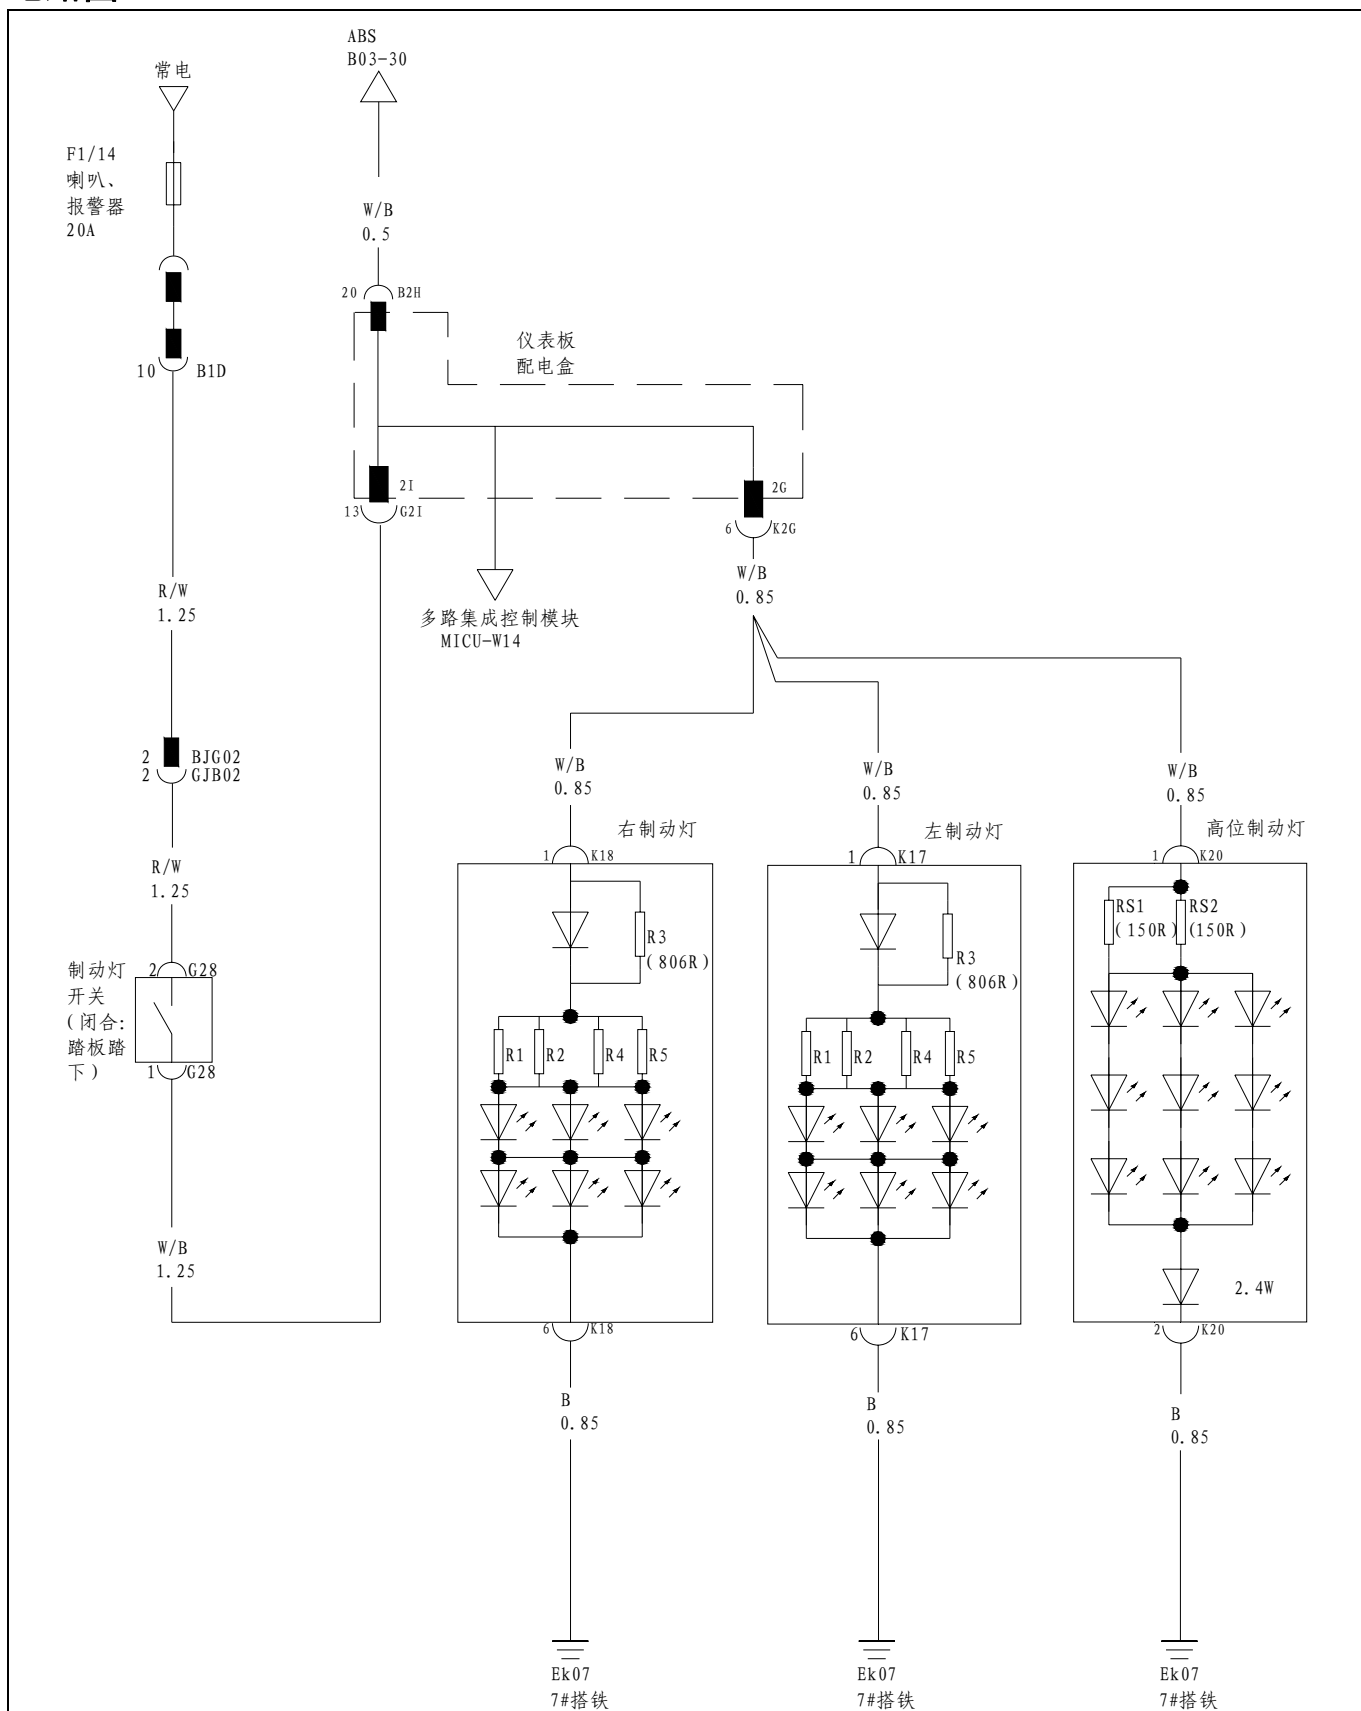 ABS
B03-30
常电
F1/14
喇叭、
报警器
20A
W/B
0.5
20 B2H
仪表板
配电盒
10 B1D
2I
13 G2I
2G
6 K2G
W/B
0.85
R/W
1.25
多路集成控制模块
MICU-W14
2 BJG02
2 GJB02
W/B
0.85
W/B
0.85
W/B
0.85
右制动灯
左制动灯
高位制动灯
1 K18
1 K17
1 K20
R/W
1.25
R3
(806R)
R3
(806R)
RS1
(150R)
RS2
(150R)
制动灯
开关
(闭合:
踏板踏
下)
2 G28
1 G28
R1 R2 R4 R5
R1 R2 R4 R5
W/B
1.25
2.4W
6 K18
6 K17
2 K20
B
0.85
B
0.85
B
0.85
Ek07
7#搭铁
Ek07
7#搭铁
Ek07
7#搭铁